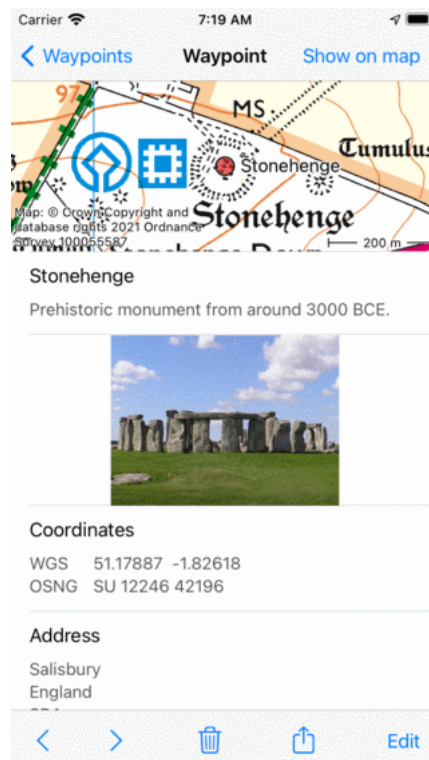 Carrier 7:19 AM
Waypoints Waypoint Show on map
97
MS.
Tumulus
Stonehenge
Stonehenge
Map: © Crown Copyright and
database rights 2021 Ordnance
Survey 100055587
200 m
Stonehenge Down
Stonehenge
Prehistoric monument from around 3000 BCE.
Coordinates
WGS 51.17887 -1.82618
OSNG SU 12246 42196
Address
Salisbury
England
Edit